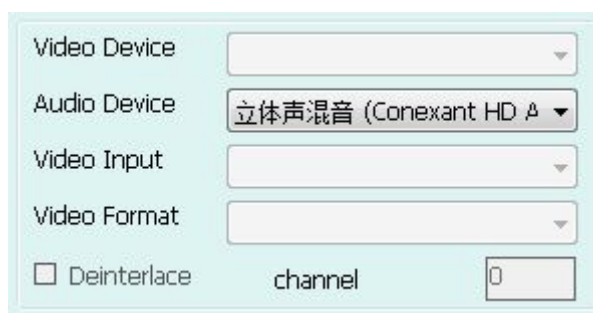 Video Device
Audio Device 立体声混音 (Conexant HD A
Video Input
Video Format
Deinterlace channel 0